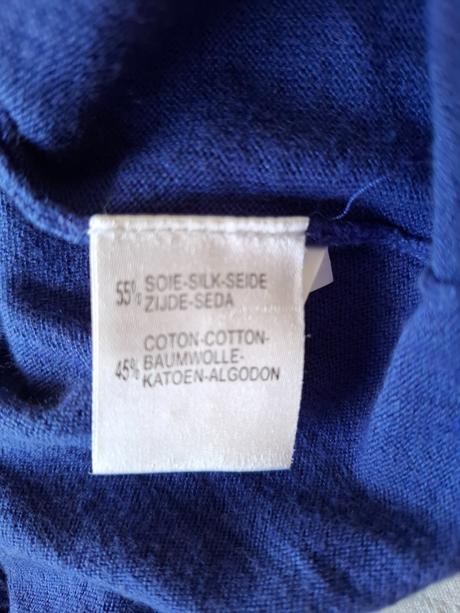 55% SOIE-SILK-SEIDE
ZIJDE-SEDA
COTON-COTTON-
45% BAUMWOLLE-
KATOEN-ALGODON